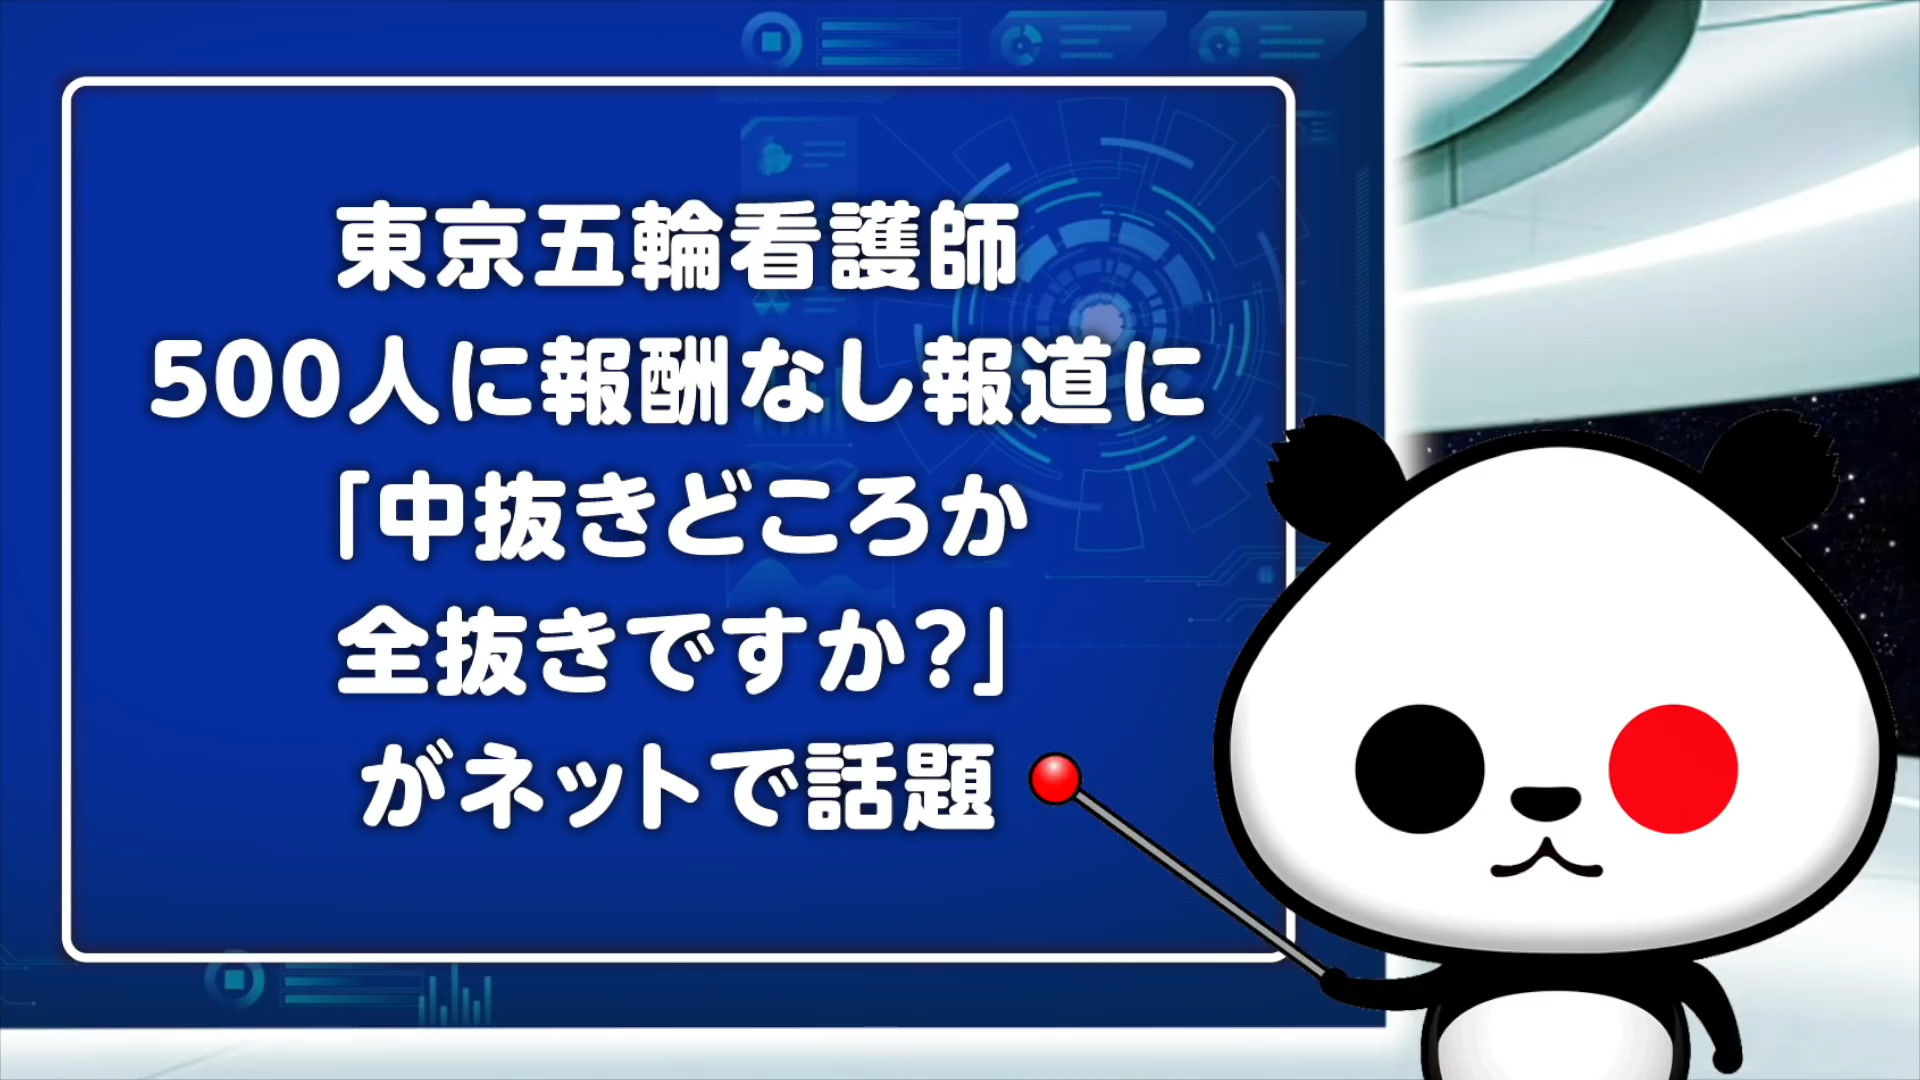 東京五輪看護師
500人に報酬なし報道に
「中抜きどころか
全抜きですか?」
がネットで話題